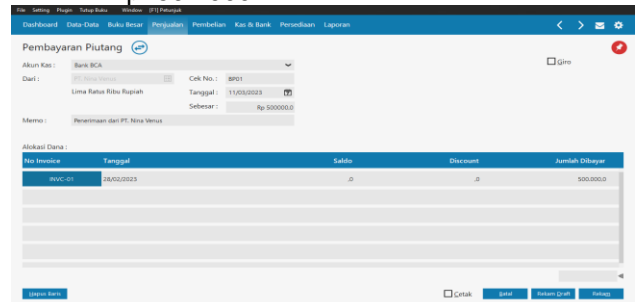 File Setting Plugin Tutup Buku Window [F1] Petunjuk
Dashboard Data-Data Buku Besar Penjualan Pembelian Kas & Bank Persediaan Laporan
Pembayaran Piutang
Akun Kas : Bank BCA Giro
Dari : PT. Nina Verus Cek No. : BP01
Lima Ratus Ribu Rupiah Tanggal : 11/03/2023
Sebesar : Rp 500000,0
Memo : Penerimaan dari PT. Nina Verus
Alokasi Dana :
No Invoice Tanggal Saldo Discount Jumlah Dibayar
INVC-01 28/02/2023 ,0 ,0 500.000,0
Hapus Baris Cetak Batal Rekam Draft Rekam